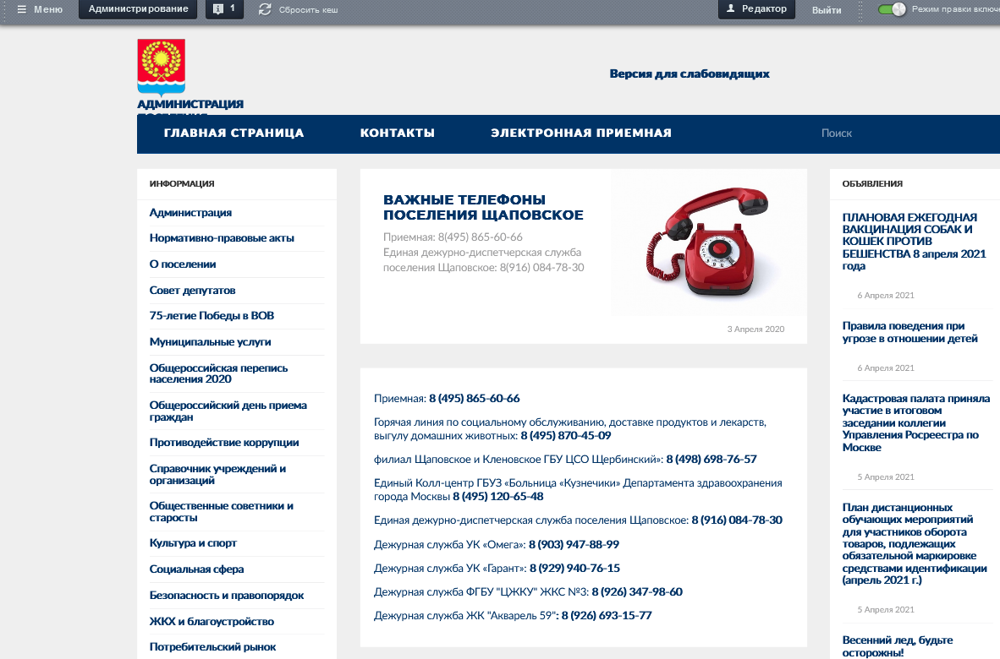 Меню
Администрирование
1
Сбросить кеш
Редактор
Выйти
Режим правки включе
АДМИНИСТРАЦИЯ
Версия для слабовидящих
ГЛАВНАЯ СТРАНИЦА
КОНТАКТЫ
ЭЛЕКТРОННАЯ ПРИЕМНАЯ
Поиск
ИНФОРМАЦИЯ
Администрация
Нормативно-правовые акты
О поселении
Совет депутатов
75-летие Победы в ВОВ
Муниципальные услуги
Общероссийская перепись
населения 2020
Общероссийский день приема
граждан
Противодействие коррупции
Справочник учреждений и
организаций
Общественные советники и
старосты
Культура и спорт
Социальная сфера
Безопасность и правопорядок
ЖКХ и благоустройство
Потребительский рынок
ВАЖНЫЕ ТЕЛЕФОНЫ
ПОСЕЛЕНИЯ ЩАПОВСКОЕ
Приемная: 8(495) 865-60-66
Единая дежурно-диспетчерская служба
поселения Щаповское: 8(916) 084-78-30
3 Апреля 2020
Приемная: 8 (495) 865-60-66
Горячая линия по социальному обслуживанию, доставке продуктов и лекарств,
выгулу домашних животных: 8 (495) 870-45-09
филиал Щаповское и Кленовское ГБУ ЦСО Щербинский»: 8 (498) 698-76-57
Единый Колл-центр ГБУЗ «Больница «Кузнечики» Департамента здравоохранения
города Москвы 8 (495) 120-65-48
Единая дежурно-диспетчерская служба поселения Щаповское: 8 (916) 084-78-30
Дежурная служба УК «Омега»: 8 (903) 947-88-99
Дежурная служба УК «Гарант»: 8 (929) 940-76-15
Дежурная служба ФГБУ "ЦЖКУ" ЖКС №3: 8 (926) 347-98-60
Дежурная служба ЖК "Акварель 59": 8 (926) 693-15-77
ОБЪЯВЛЕНИЯ
ПЛАНОВАЯ ЕЖЕГОДНАЯ
ВАКЦИНАЦИЯ СОБАК И
КОШЕК ПРОТИВ
БЕШЕНСТВА 8 апреля 2021
года
6 Апреля 2021
Правила поведения при
угрозе в отношении детей
6 Апреля 2021
Кадастровая палата приняла
участие в итоговом
заседании коллегии
Управления Росреестра по
Москве
5 Апреля 2021
План дистанционных
обучающих мероприятий
для участников оборота
товаров, подлежащих
обязательной маркировке
средствами идентификации
(апрель 2021 г.)
5 Апреля 2021
Весенний лед, будьте
осторожны!